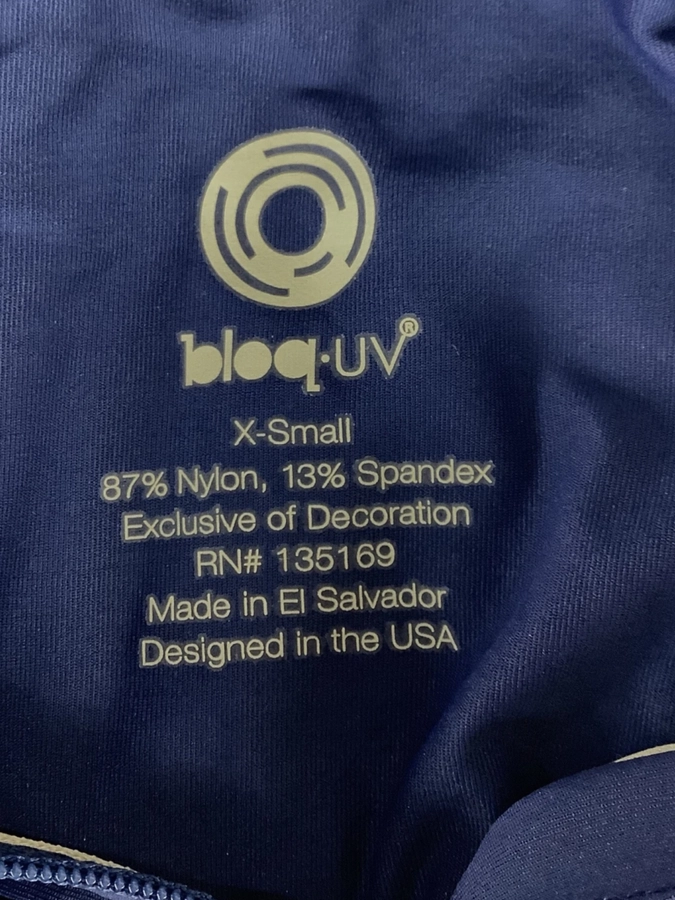 bloq·UV®
X-Small
87% Nylon, 13% Spandex
Exclusive of Decoration
RN# 135169
Made in El Salvador
Designed in the USA